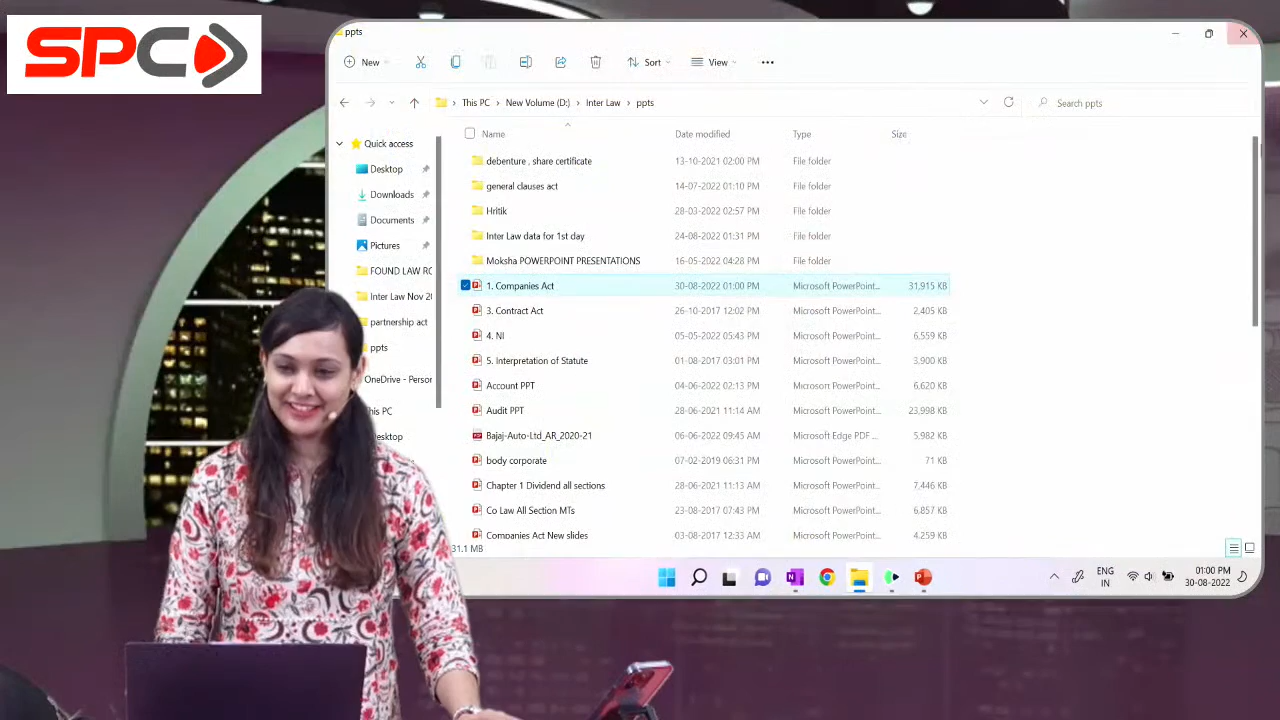 SPC
ppts
New
Sort
View
This PC > New Volume (D:) > Inter Law > ppts
Search ppts
Name Date modified Type Size
Quick access
Desktop
Downloads
Documents
Pictures
FOUND LAW RO
Inter Law Nov 20
partnership act
ppts
OneDrive - Person
This PC
Desktop
debenture , share certificate 13-10-2021 02:00 PM File folder
general clauses act 14-07-2022 01:10 PM File folder
Hritik 28-03-2022 02:57 PM File folder
Inter Law data for 1st day 24-08-2022 01:31 PM File folder
Moksha POWERPOINT PRESENTATIONS 16-05-2022 04:28 PM File folder
1. Companies Act 30-08-2022 01:00 PM Microsoft PowerPoint... 31,915 KB
3. Contract Act 26-10-2017 12:02 PM Microsoft PowerPoint... 2,405 KB
4. NI 05-05-2022 05:43 PM Microsoft PowerPoint... 6,559 KB
5. Interpretation of Statute 01-08-2017 03:01 PM Microsoft PowerPoint... 3,900 KB
Account PPT 04-06-2022 02:13 PM Microsoft PowerPoint... 6,620 KB
Audit PPT 28-06-2021 11:14 AM Microsoft PowerPoint... 23,998 KB
Bajaj-Auto-Ltd_AR_2020-21 06-06-2022 09:45 AM Microsoft Edge PDF ... 5,982 KB
body corporate 07-02-2019 06:31 PM Microsoft PowerPoint... 71 KB
Chapter 1 Dividend all sections 28-06-2021 11:13 AM Microsoft PowerPoint... 7,446 KB
Co Law All Section MTs 23-08-2017 07:43 PM Microsoft PowerPoint... 6,857 KB
Companies Act New slides 03-08-2017 12:33 AM Microsoft PowerPoint... 4,259 KB
31.1 MB
ENG
IN
01:00 PM
30-08-2022